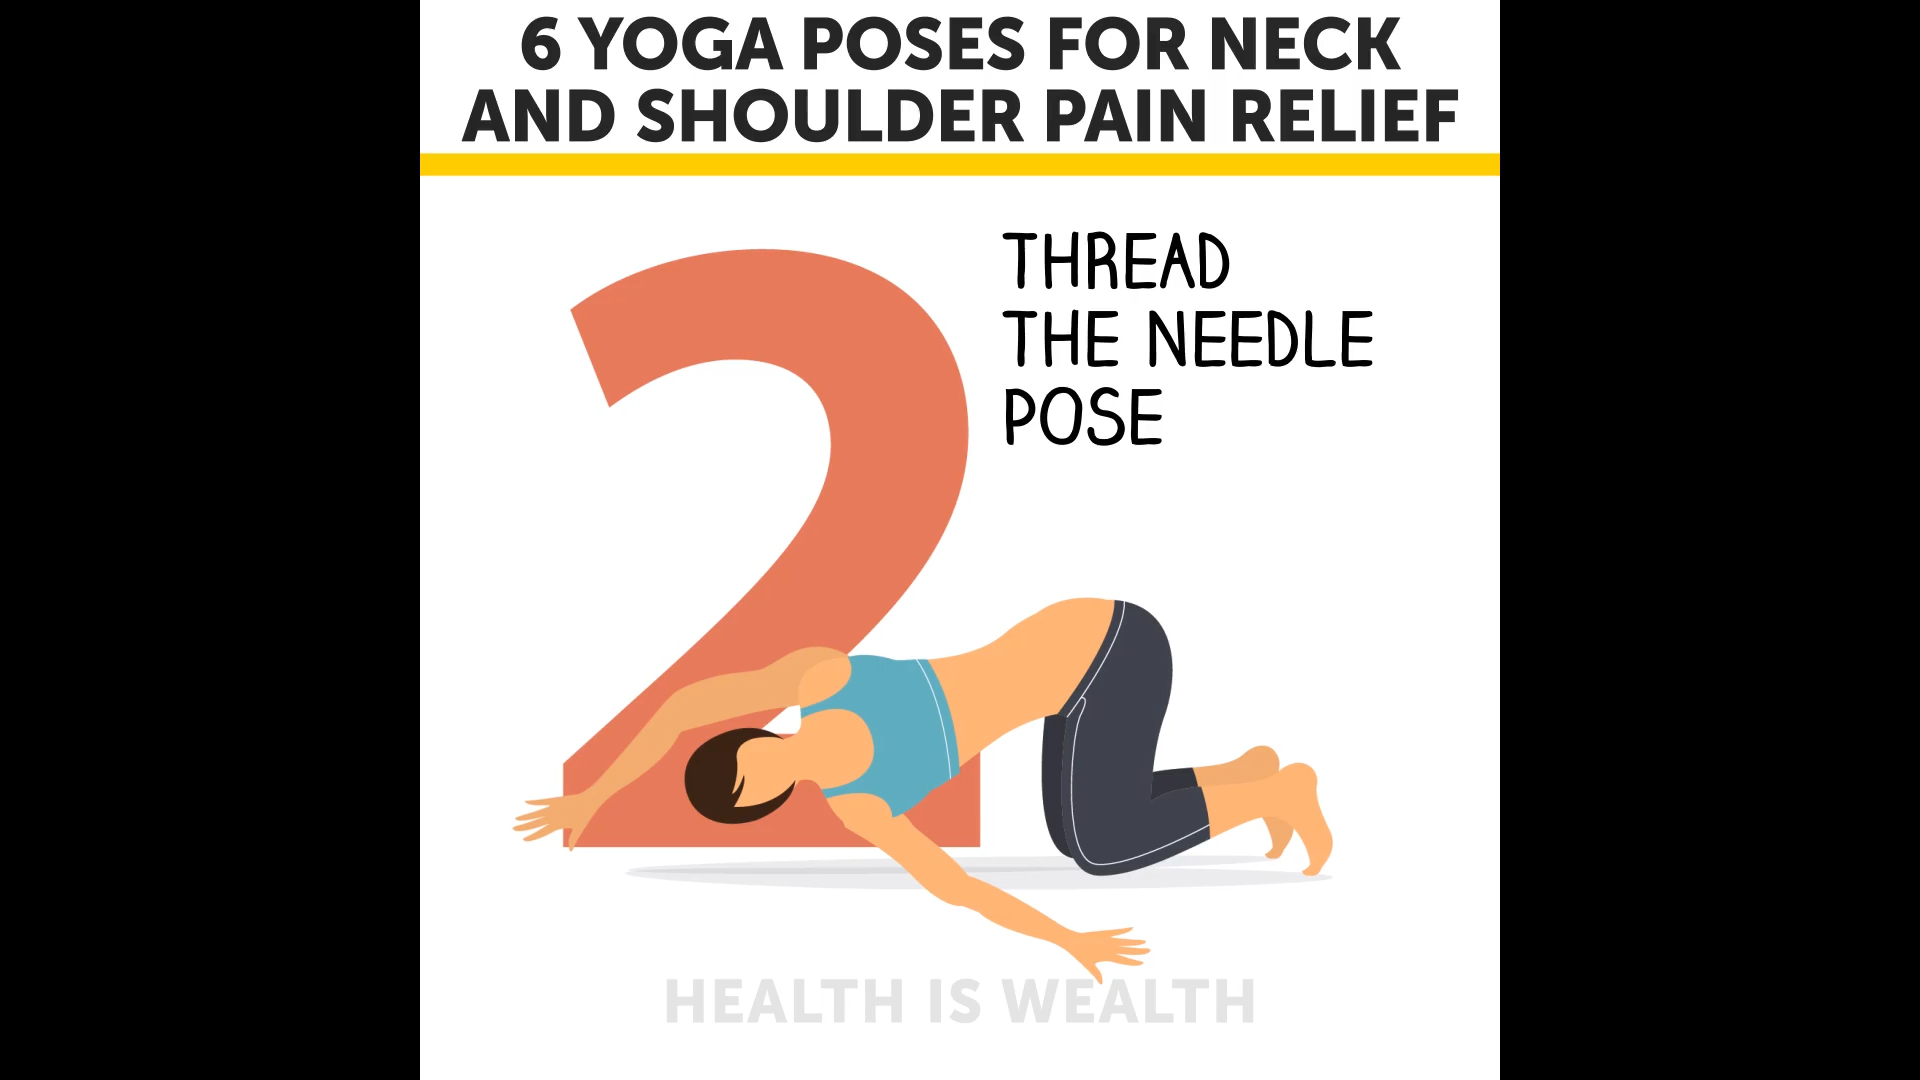 6 YOGA POSES FOR NECK
AND SHOULDER PAIN RELIEF
2
THREAD
THE NEEDLE
POSE
HEALTH IS WEALTH